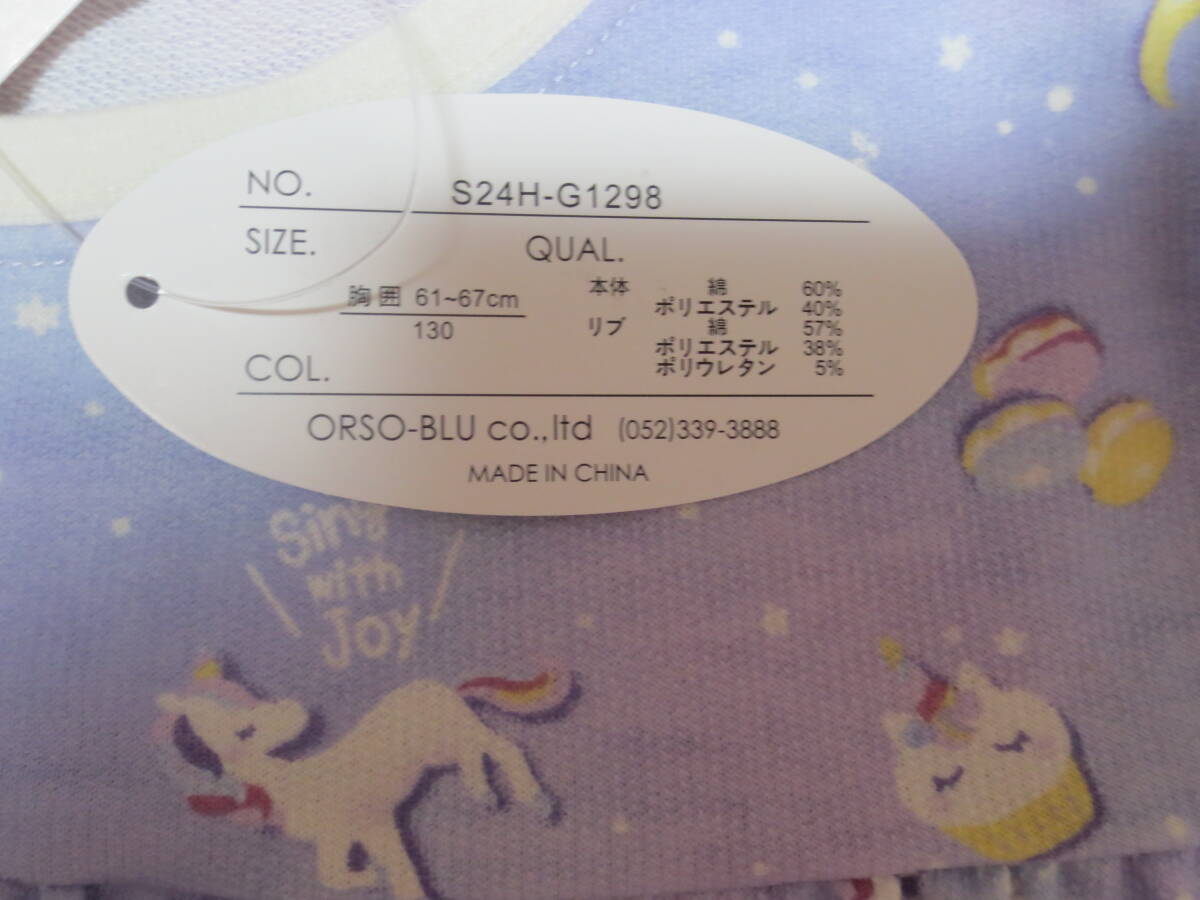 NO. S24H-G1298
SIZE. QUAL.
胸囲 61~67cm
130
本体 綿 60%
ポリエステル 40%
リブ 綿 57%
ポリエステル 38%
ポリウレタン 5%
COL.
ORSO-BLU co.,ltd (052)339-3888
MADE IN CHINA
Sing
with
Joy